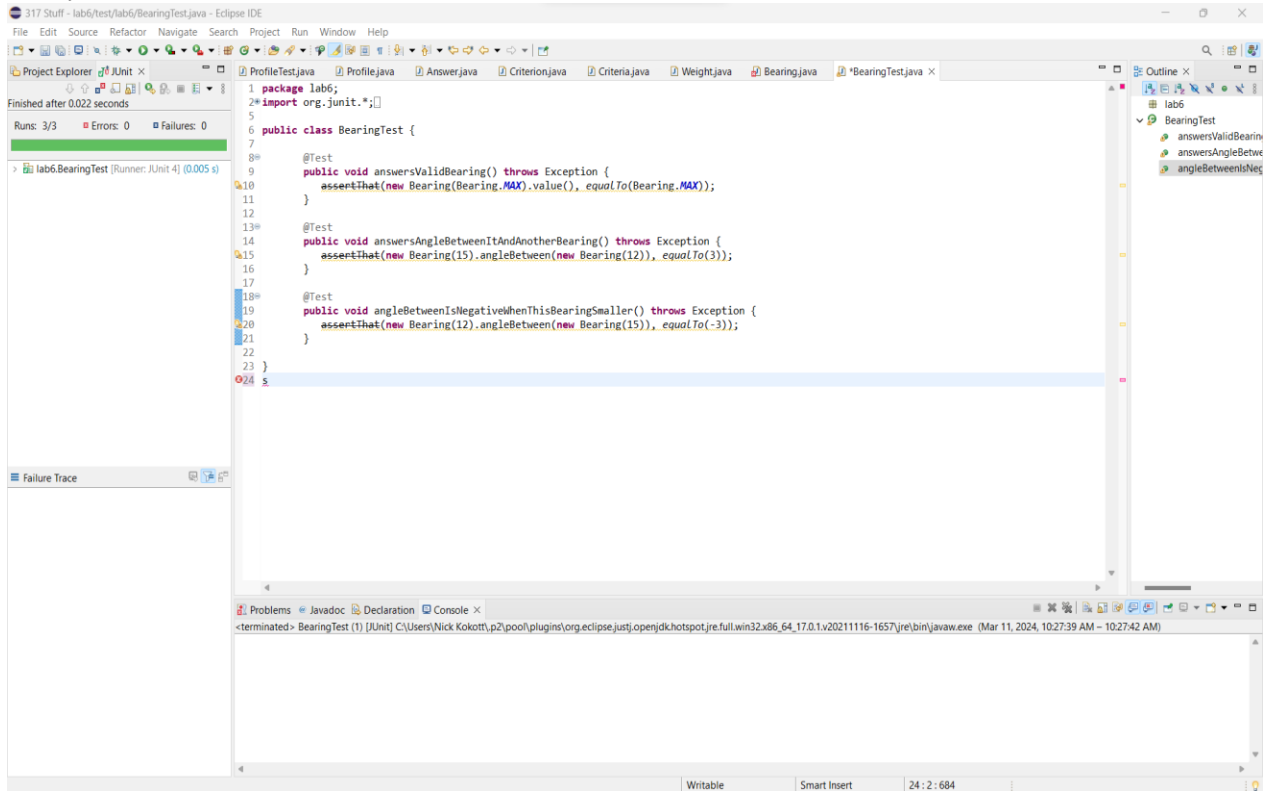 317 Stuff - lab6/test/lab6/BearingTest.java - Eclipse IDE
File Edit Source Refactor Navigate Search Project Run Window Help
Project Explorer JUnit
ProfileTest.java Profile.java Answer.java Criterion.java Criteria.java Weight.java Bearing.java *BearingTest.java
Outline
Finished after 0.022 seconds
Runs: 3/3 Errors: 0 Failures: 0
lab6.BearingTest [Runner: JUnit 4] (0.005 s)
Failure Trace
1 package lab6;
2 import org.junit.*;
5
6 public class BearingTest {
7
8 @Test
9 public void answersValidBearing() throws Exception {
10 assertThat(new Bearing(Bearing.MAX).value(), equalTo(Bearing.MAX));
11 }
12
13 @Test
14 public void answersAngleBetweenItAndAnotherBearing() throws Exception {
15 assertThat(new Bearing(15).angleBetween(new Bearing(12)), equalTo(3));
16 }
17
18 @Test
19 public void angleBetweenIsNegativeWhenThisBearingSmaller() throws Exception {
20 assertThat(new Bearing(12).angleBetween(new Bearing(15)), equalTo(-3));
21 }
22
23 }
24 s
lab6
BearingTest
answersValidBearin
answersAngleBetwe
angleBetweenIsNeg
Problems Javadoc Declaration Console
<terminated> BearingTest (1) [JUnit] C:\Users\Nick Kokott\.p2\pool\plugins\org.eclipse.justj.openjdk.hotspot.jre.full.win32.x86_64_17.0.1.v20211116-1657\jre\bin\javaw.exe (Mar 11, 2024, 10:27:39 AM – 10:27:42 AM)
Writable Smart Insert 24 : 2 : 684